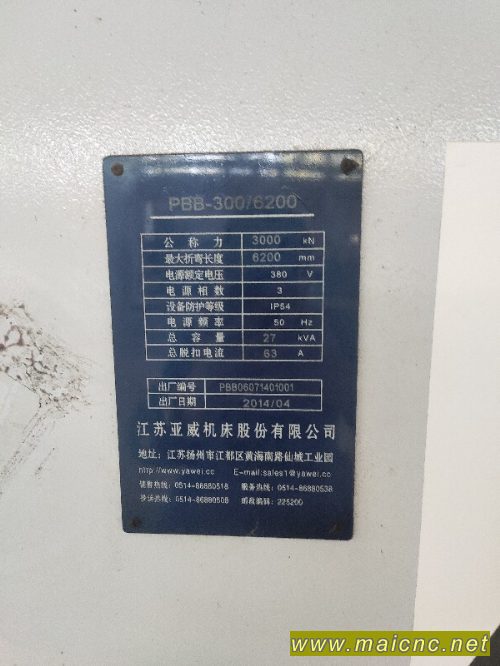 PBB-300/6200
公称力 3000 kN
最大折弯长度 6200 mm
电源额定电压 380 V
电源相数 3
设备防护等级 IP54
电源频率 50 Hz
总容量 27 kVA
总脱扣电流 63 A
出厂编号 PBB06071401001
出厂日期 2014/04
江苏亚威机床股份有限公司
地址: 江苏扬州市江都区黄海南路仙城工业园
http://www.yawei.cc E-mail:sales1@yawei.cc
销售热线: 0514-86880518 服务热线: 0514-86880538
投诉热线: 0514-86880508 邮政编码: 225200
www.maicnc.net